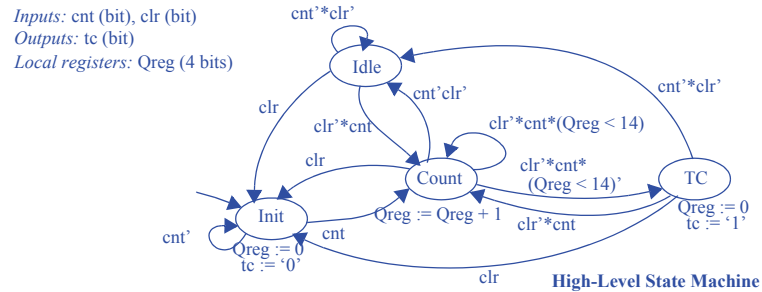 Inputs: cnt (bit), clr (bit)
Outputs: tc (bit)
Local registers: Qreg (4 bits)
cnt’*clr’
Idle
cnt’*clr’
clr
cnt’clr’
clr’*cnt
clr’*cnt*(Qreg < 14)
clr
clr’*cnt*
(Qreg < 14)’
Count
TC
Init
Qreg := Qreg + 1
Qreg := 0
tc := ‘1’
cnt
clr’*cnt
cnt’
Qreg := 0
tc := ‘0’
clr
High-Level State Machine